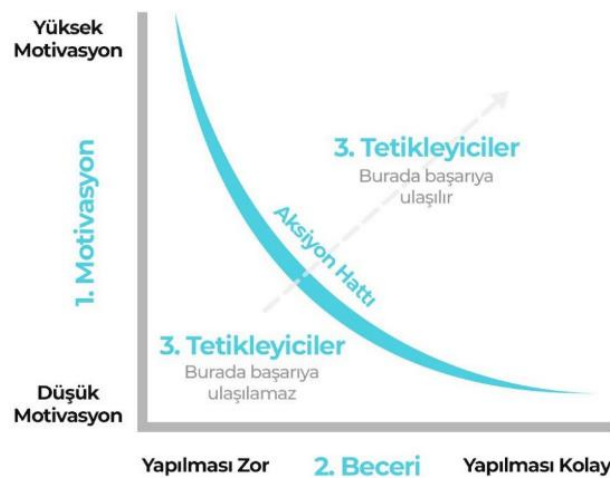 Yüksek
Motivasyon
1. Motivasyon
3. Tetikleyiciler
Burada başarıya
ulaşılır
Aksiyon Hattı
3. Tetikleyiciler
Burada başarıya
ulaşılamaz
Düşük
Motivasyon
Yapılması Zor
2. Beceri
Yapılması Kolay